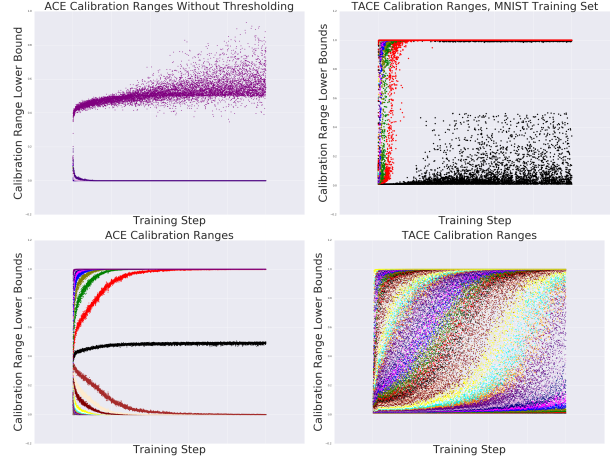 ACE Calibration Ranges Without Thresholding
TACE Calibration Ranges, MNIST Training Set
Calibration Range Lower Bound
Calibration Range Lower Bounds
Training Step
Training Step
ACE Calibration Ranges
TACE Calibration Ranges
Calibration Range Lower Bounds
Calibration Range Lower Bounds
Training Step
Training Step